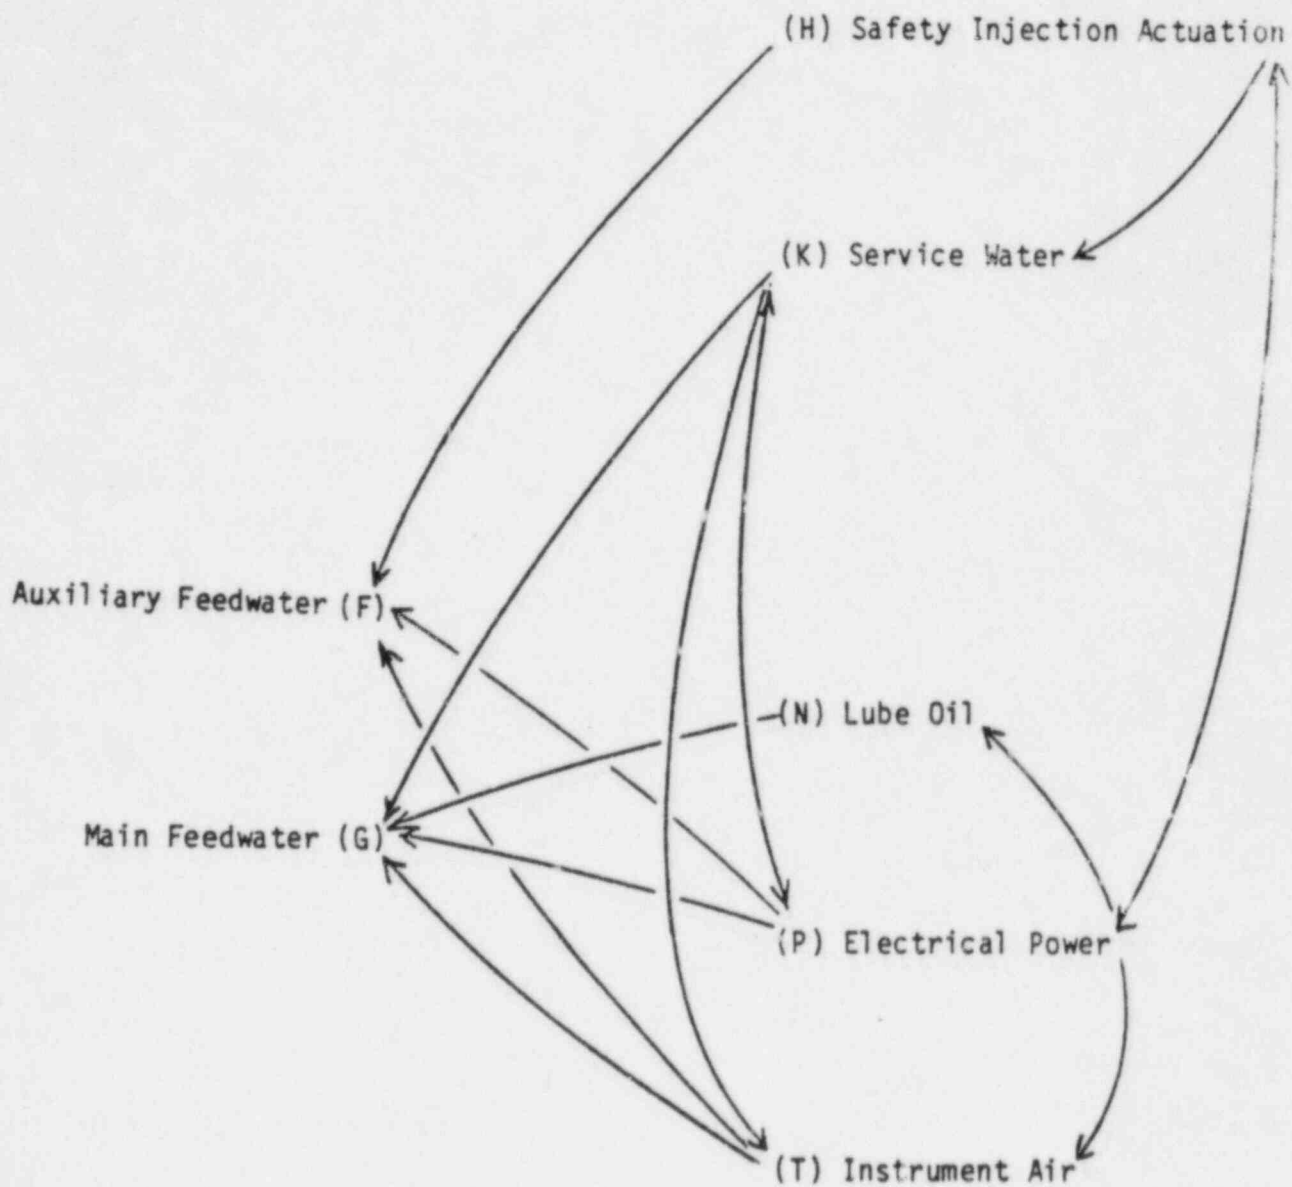 (H) Safety Injection Actuation
(K) Service Water
Auxiliary Feedwater (F)
(N) Lube Oil
Main Feedwater (G)
(P) Electrical Power
(T) Instrument Air